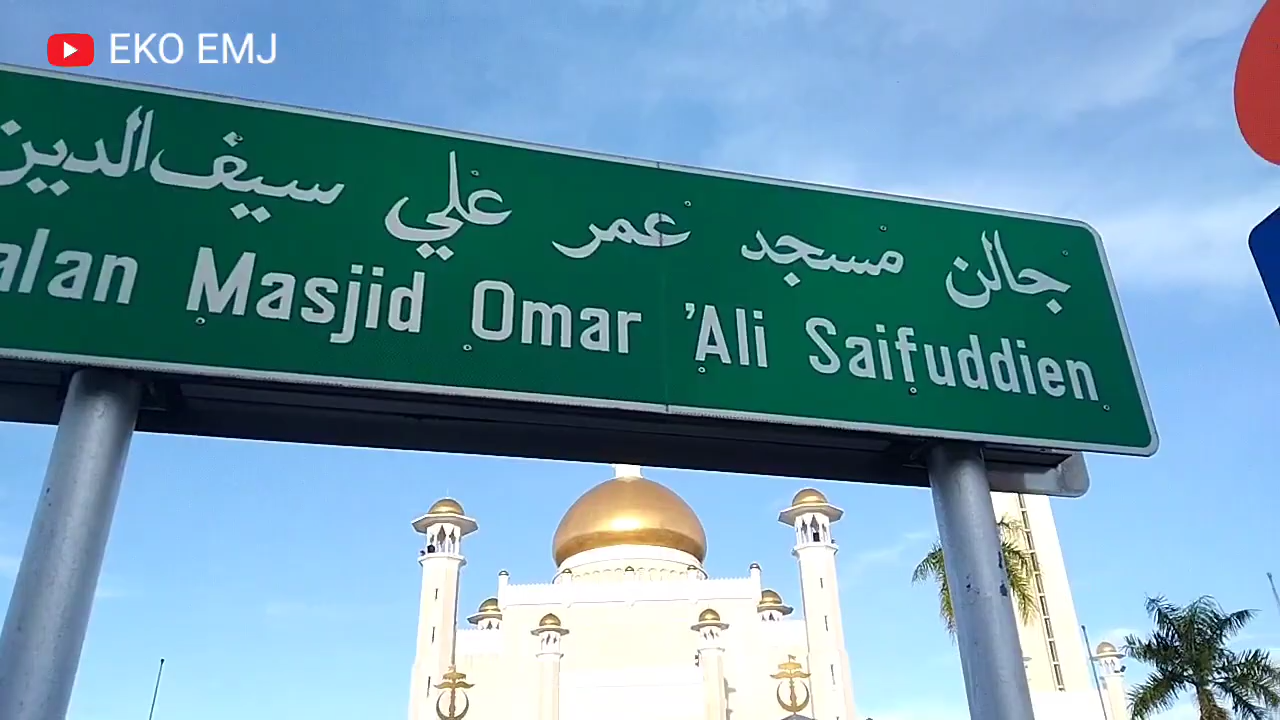 EKO EMJ
جالن مسجد عمر علي سيف الدين
alan Masjid Omar 'Ali Saifuddien